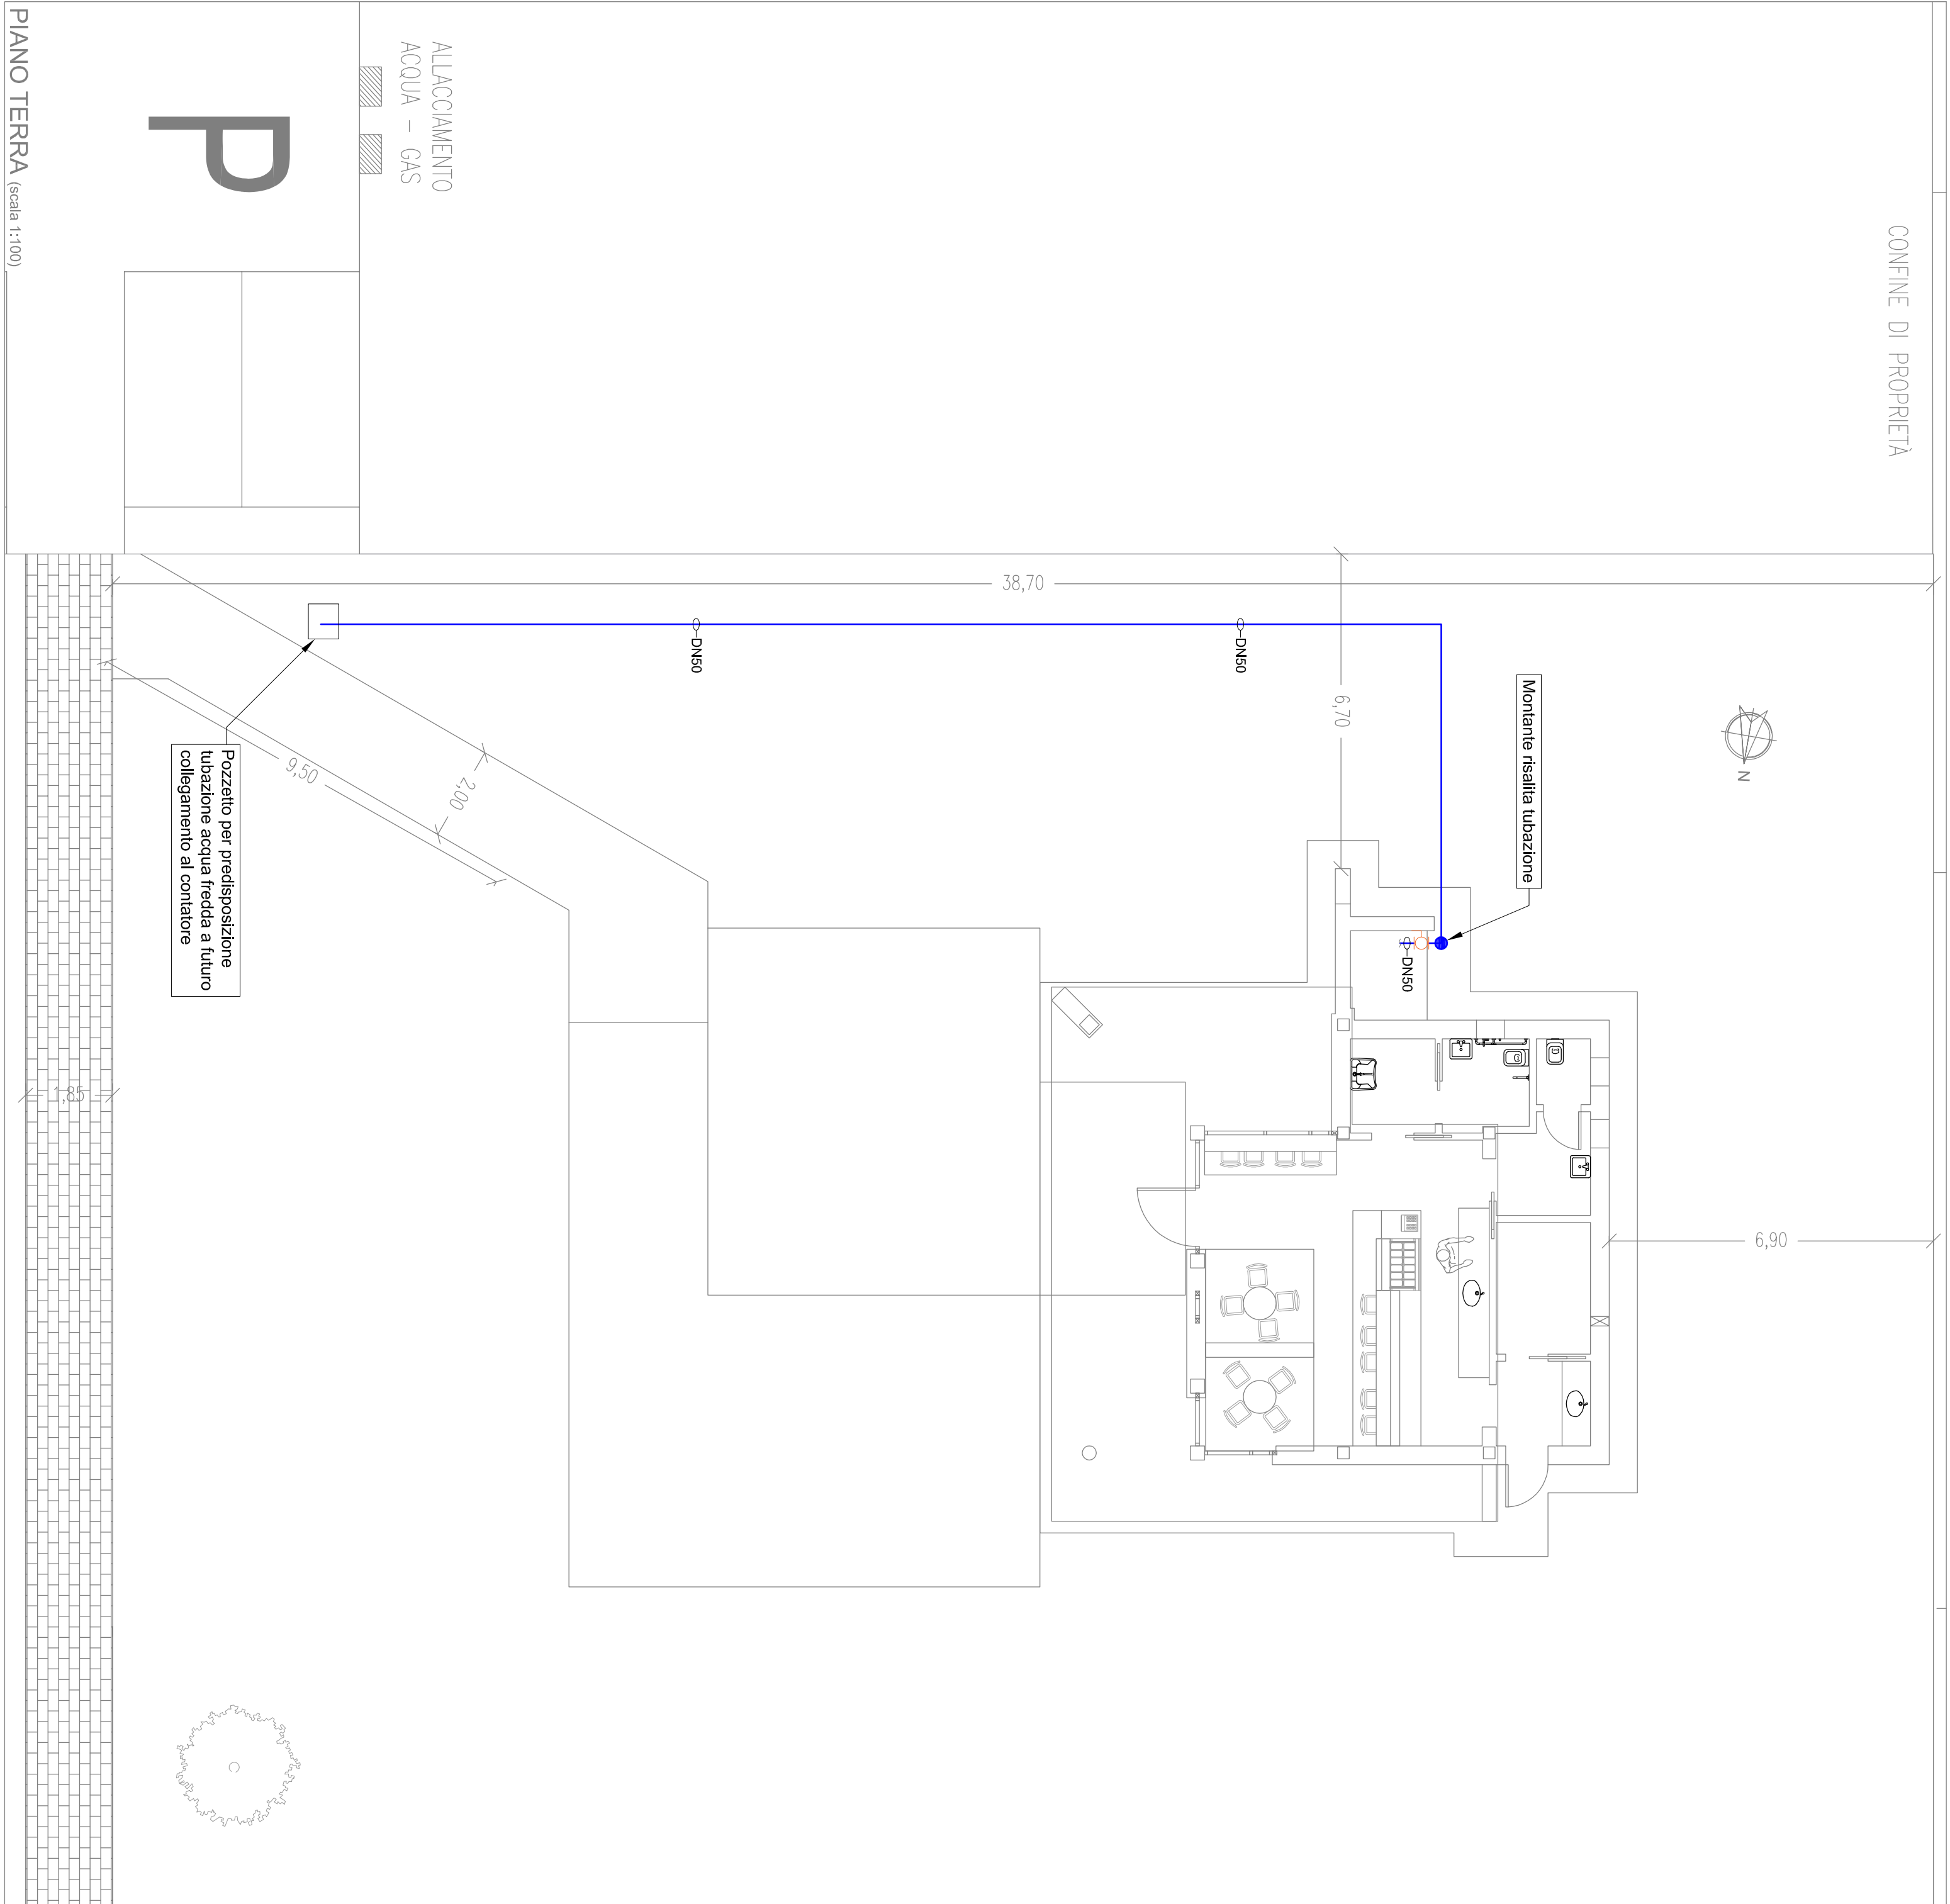 CONFINE DI PROPRIETÀ
ALLACCIAMENTO
ACQUA - GAS
P
PIANO TERRA (scala 1:100)
38,70
DN50
DN50
6,70
Montante risalita tubazione
N
DN50
9,50
2,00
Pozzetto per predisposizione
tubazione acqua fredda a futuro
collegamento al contatore
1,85
6,90